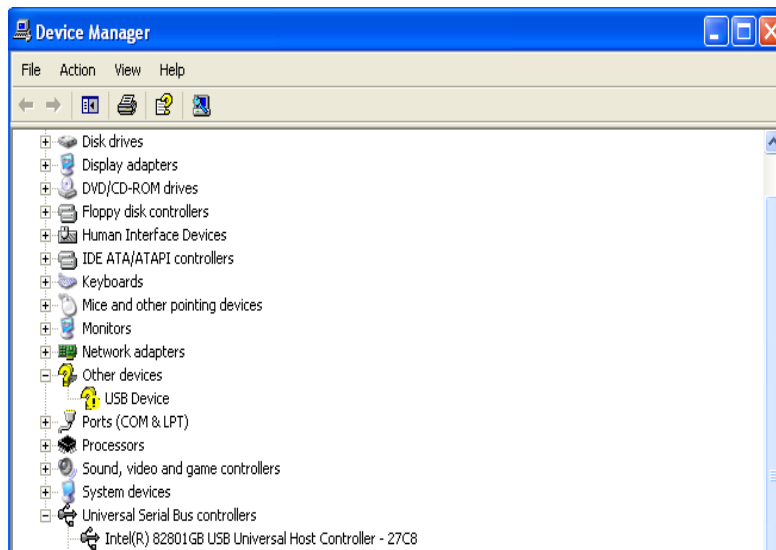 Device Manager
File Action View Help
Disk drives
Display adapters
DVD/CD-ROM drives
Floppy disk controllers
Human Interface Devices
IDE ATA/ATAPI controllers
Keyboards
Mice and other pointing devices
Monitors
Network adapters
Other devices
USB Device
Ports (COM & LPT)
Processors
Sound, video and game controllers
System devices
Universal Serial Bus controllers
Intel(R) 82801GB USB Universal Host Controller - 27C8